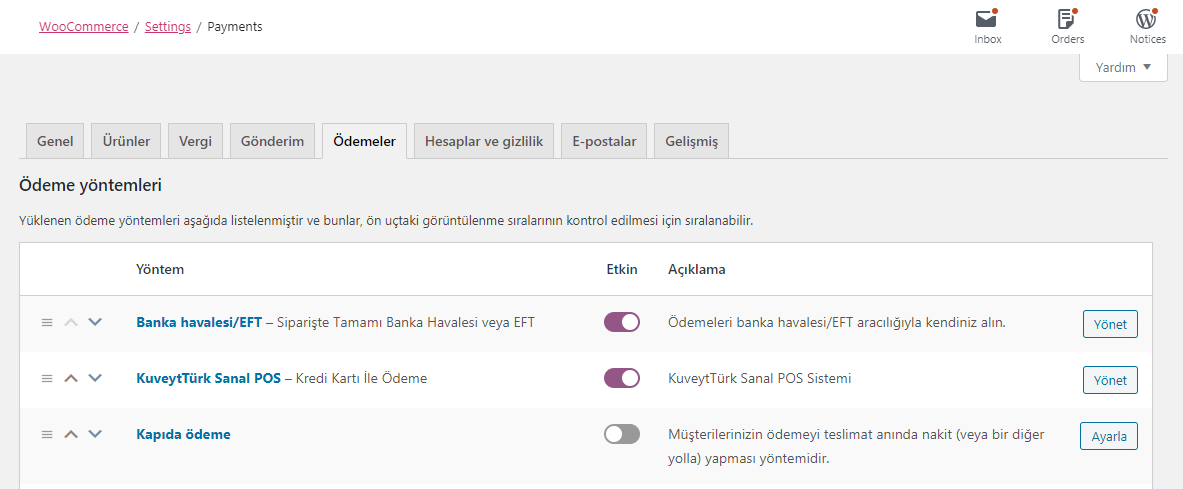 WooCommerce / Settings / Payments
Inbox Orders Notices
Yardım
Genel Ürünler Vergi Gönderim Ödemeler Hesaplar ve gizlilik E-postalar Gelişmiş
Ödeme yöntemleri
Yüklenen ödeme yöntemleri aşağıda listelenmiştir ve bunlar, ön uçtaki görüntülenme sıralarının kontrol edilmesi için sıralanabilir.
Yöntem Etkin Açıklama
Banka havalesi/EFT – Siparişte Tamamı Banka Havalesi veya EFT Ödemeleri banka havalesi/EFT aracılığıyla kendiniz alın. Yönet
KuveytTürk Sanal POS – Kredi Kartı İle Ödeme KuveytTürk Sanal POS Sistemi Yönet
Kapıda ödeme Müşterilerinizin ödemeyi teslimat anında nakit (veya bir diğer Ayarla
yolla) yapması yöntemidir.